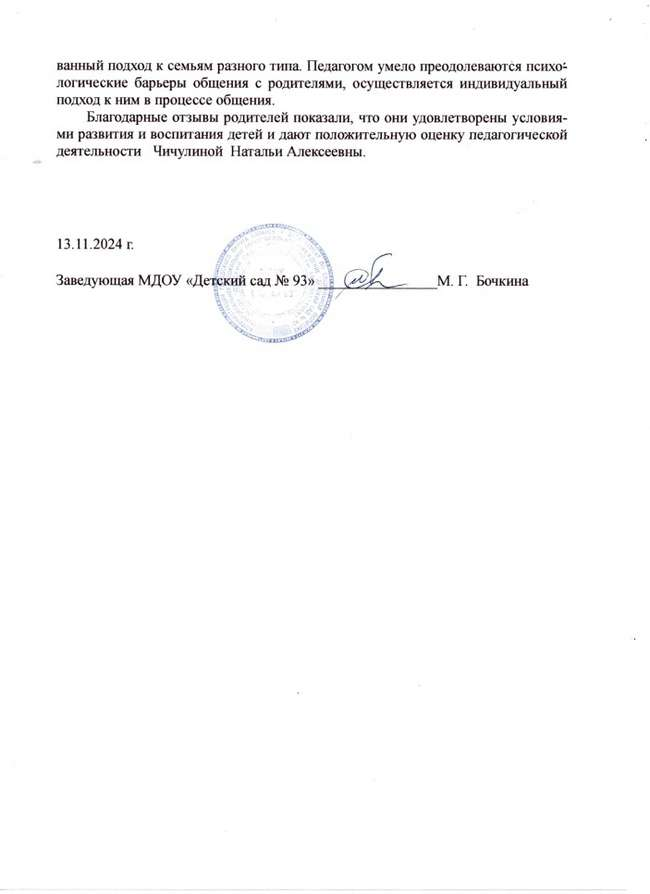 ванный подход к семьям разного типа. Педагогом умело преодолеваются психо-
логические барьеры общения с родителями, осуществляется индивидуальный
подход к ним в процессе общения.
Благодарные отзывы родителей показали, что они удовлетворены условия-
ми развития и воспитания детей и дают положительную оценку педагогической
деятельности Чичулиной Натальи Алексеевны.
13.11.2024 г.
Заведующая МДОУ «Детский сад № 93» ________________М. Г. Бочкина